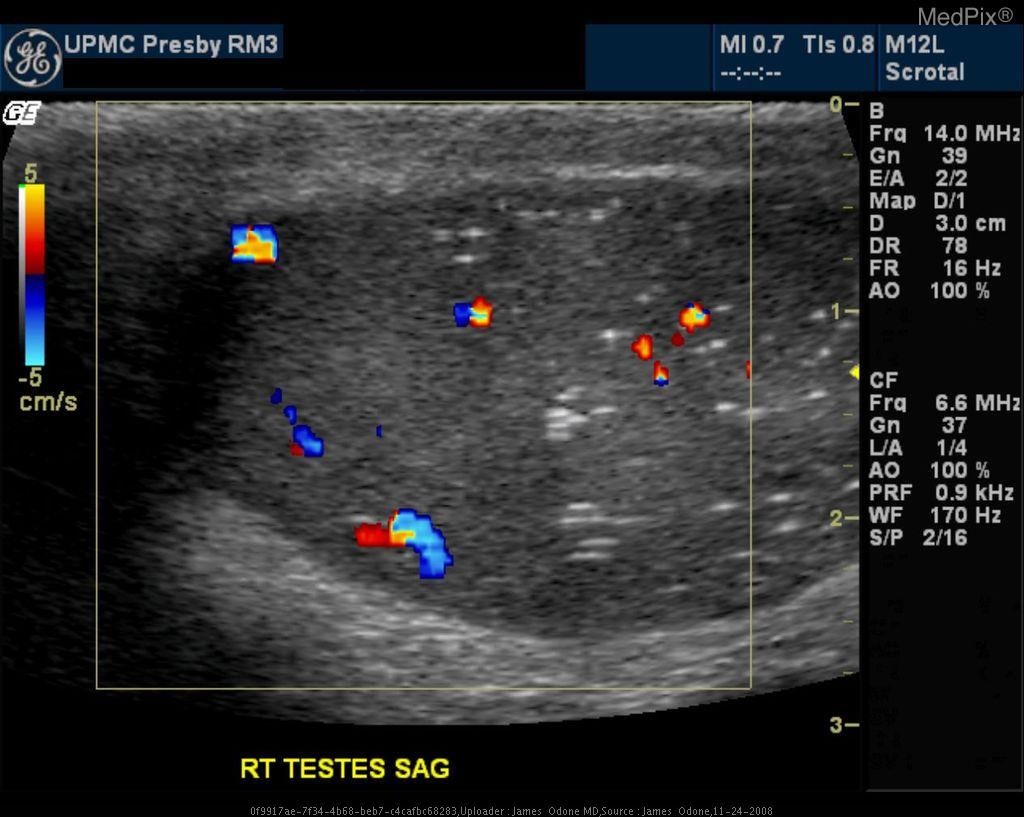 MedPix®
GE UPMC Presby RM3
MI 0.7 TIs 0.8 M12L
--:--:-- Scrotal
GE
0
B
Frq 14.0 MHz
Gn 39
E/A 2/2
Map D/1
D 3.0 cm
DR 78
FR 16 Hz
AO 100 %
5
-5
cm/s
1
CF
Frq 6.6 MHz
Gn 37
L/A 1/4
AO 100 %
PRF 0.9 kHz
WF 170 Hz
S/P 2/16
2
3
RT TESTES SAG
0f9917ae-7f34-4b68-beb7-c4cafbc68283,Uploader : James Odone MD,Source : James Odone,11-24-2008